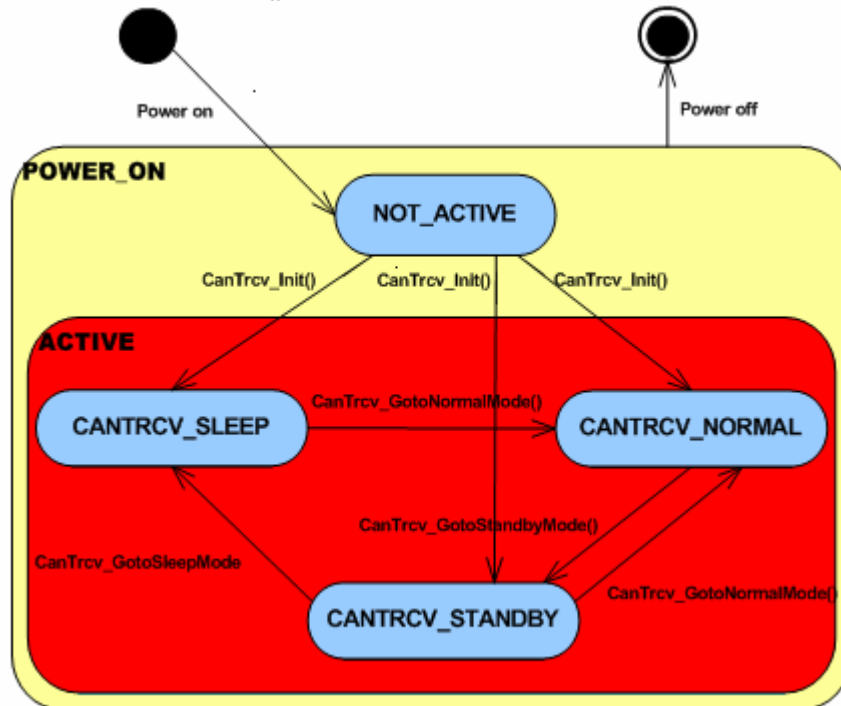 Power on
Power off
POWER_ON
NOT_ACTIVE
CanTrcv_Init()
CanTrcv_Init()
CanTrcv_Init()
ACTIVE
CanTrcv_GotoNormalMode()
CANTRCV_SLEEP
CANTRCV_NORMAL
CanTrcv_GotoStandbyMode()
CanTrcv_GotoSleepMode
CanTrcv_GotoNormalMode()
CANTRCV_STANDBY